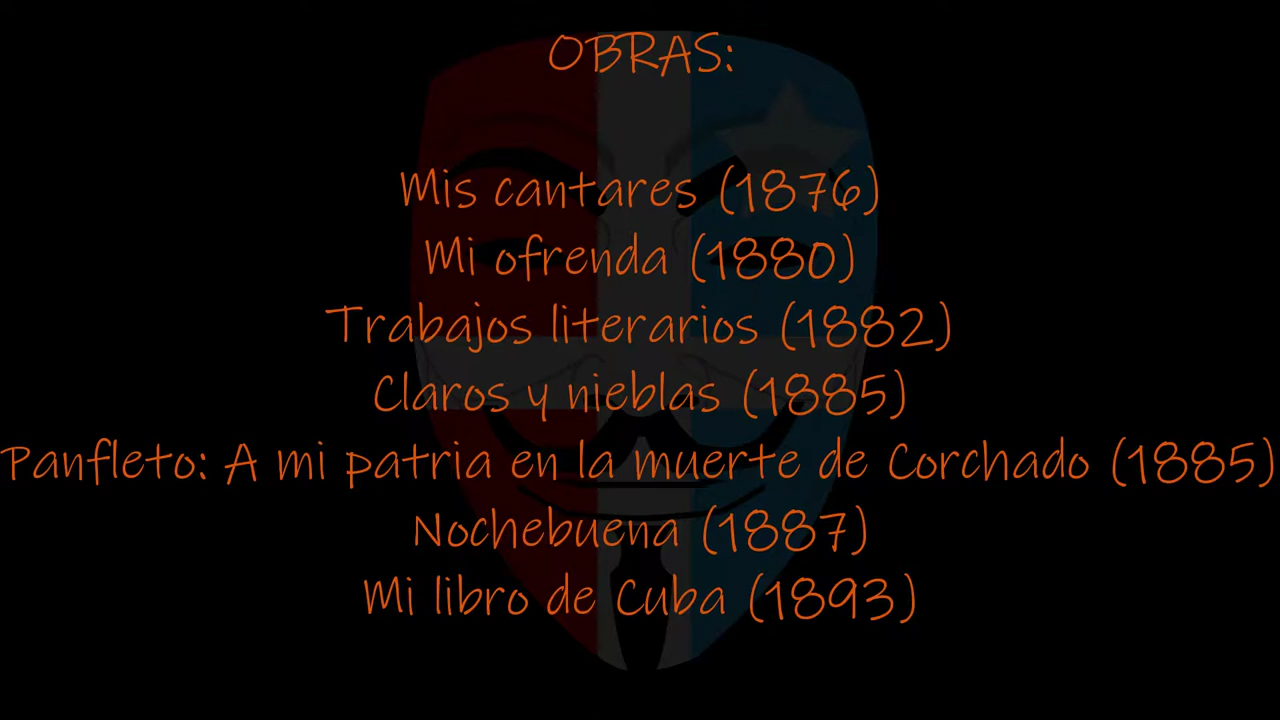 OBRAS:
Mis cantares (1876)
Mi ofrenda (1880)
Trabajos literarios (1882)
Claros y nieblas (1885)
Panfleto: A mi patria en la muerte de Corchado (1885)
Nochebuena (1887)
Mi libro de Cuba (1893)